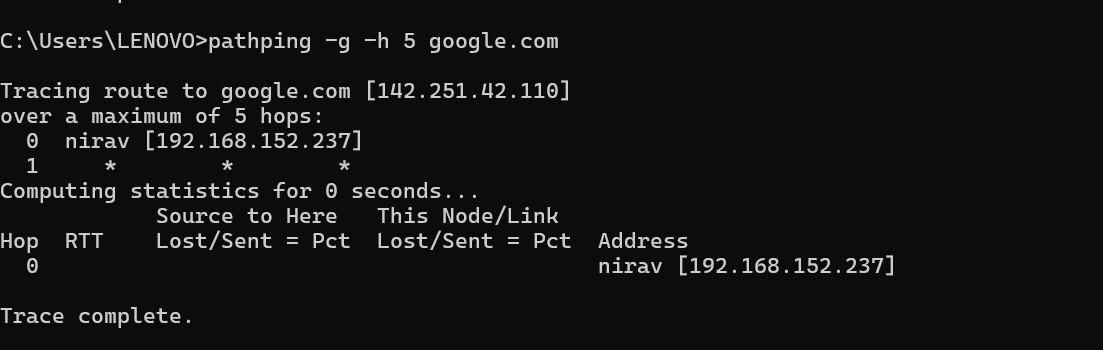 C:\Users\LENOVO>pathping -g -h 5 google.com
Tracing route to google.com [142.251.42.110]
over a maximum of 5 hops:
  0  nirav [192.168.152.237]
  1     *        *        *
Computing statistics for 0 seconds...
            Source to Here   This Node/Link
Hop  RTT    Lost/Sent = Pct  Lost/Sent = Pct  Address
  0                                           nirav [192.168.152.237]
Trace complete.